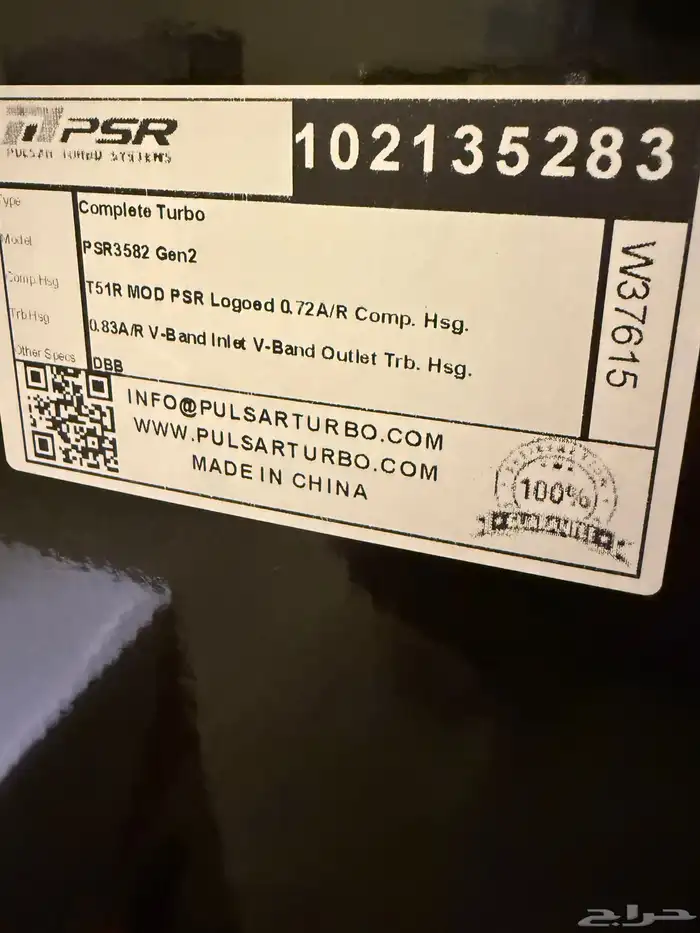 PSR
PULSAR TURBO SYSTEMS
102135283
Type
Complete Turbo
Model
PSR3582 Gen2
Comp.Hsg
T51R MOD PSR Logoed 0.72A/R Comp. Hsg.
Trb.Hsg
0.83A/R V-Band Inlet V-Band Outlet Trb. Hsg.
Other Specs
DBB
W37615
INFO@PULSARTURBO.COM
WWW.PULSARTURBO.COM
MADE IN CHINA
100%
حراج